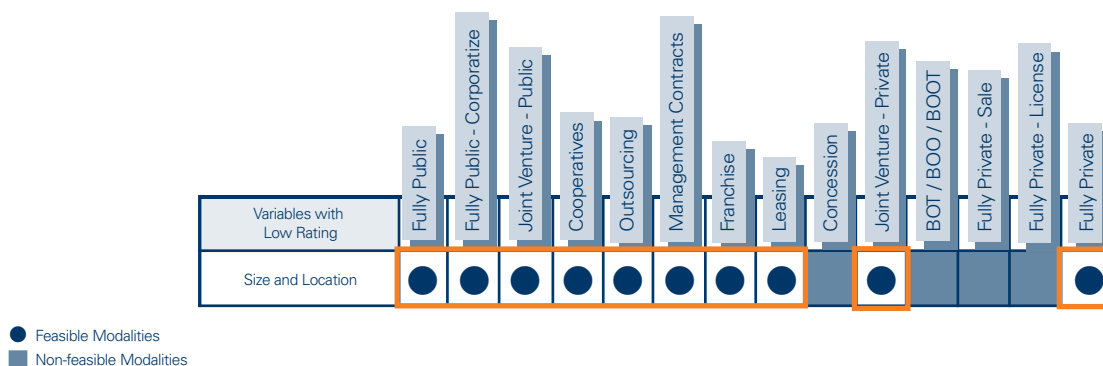 Fully Public
Fully Public - Corporatize
Joint Venture - Public
Cooperatives
Outsourcing
Management Contracts
Franchise
Leasing
Concession
Joint Venture - Private
BOT / BOO / BOOT
Fully Private - Sale
Fully Private - License
Fully Private
Variables with
Low Rating
Size and Location
Feasible Modalities
Non-feasible Modalities